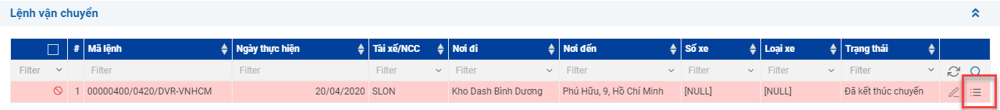 Lệnh vận chuyển
# Mã lệnh Ngày thực hiện Tài xế/NCC Nơi đi Nơi đến Số xe Loại xe Trạng thái
Filter Filter Filter Filter Filter Filter Filter Filter Filter
1 00000400/0420/DVR-VNHCM 20/04/2020 SLON Kho Dash Bình Dương Phú Hữu, 9, Hồ Chí Minh [NULL] [NULL] Đã kết thúc chuyến